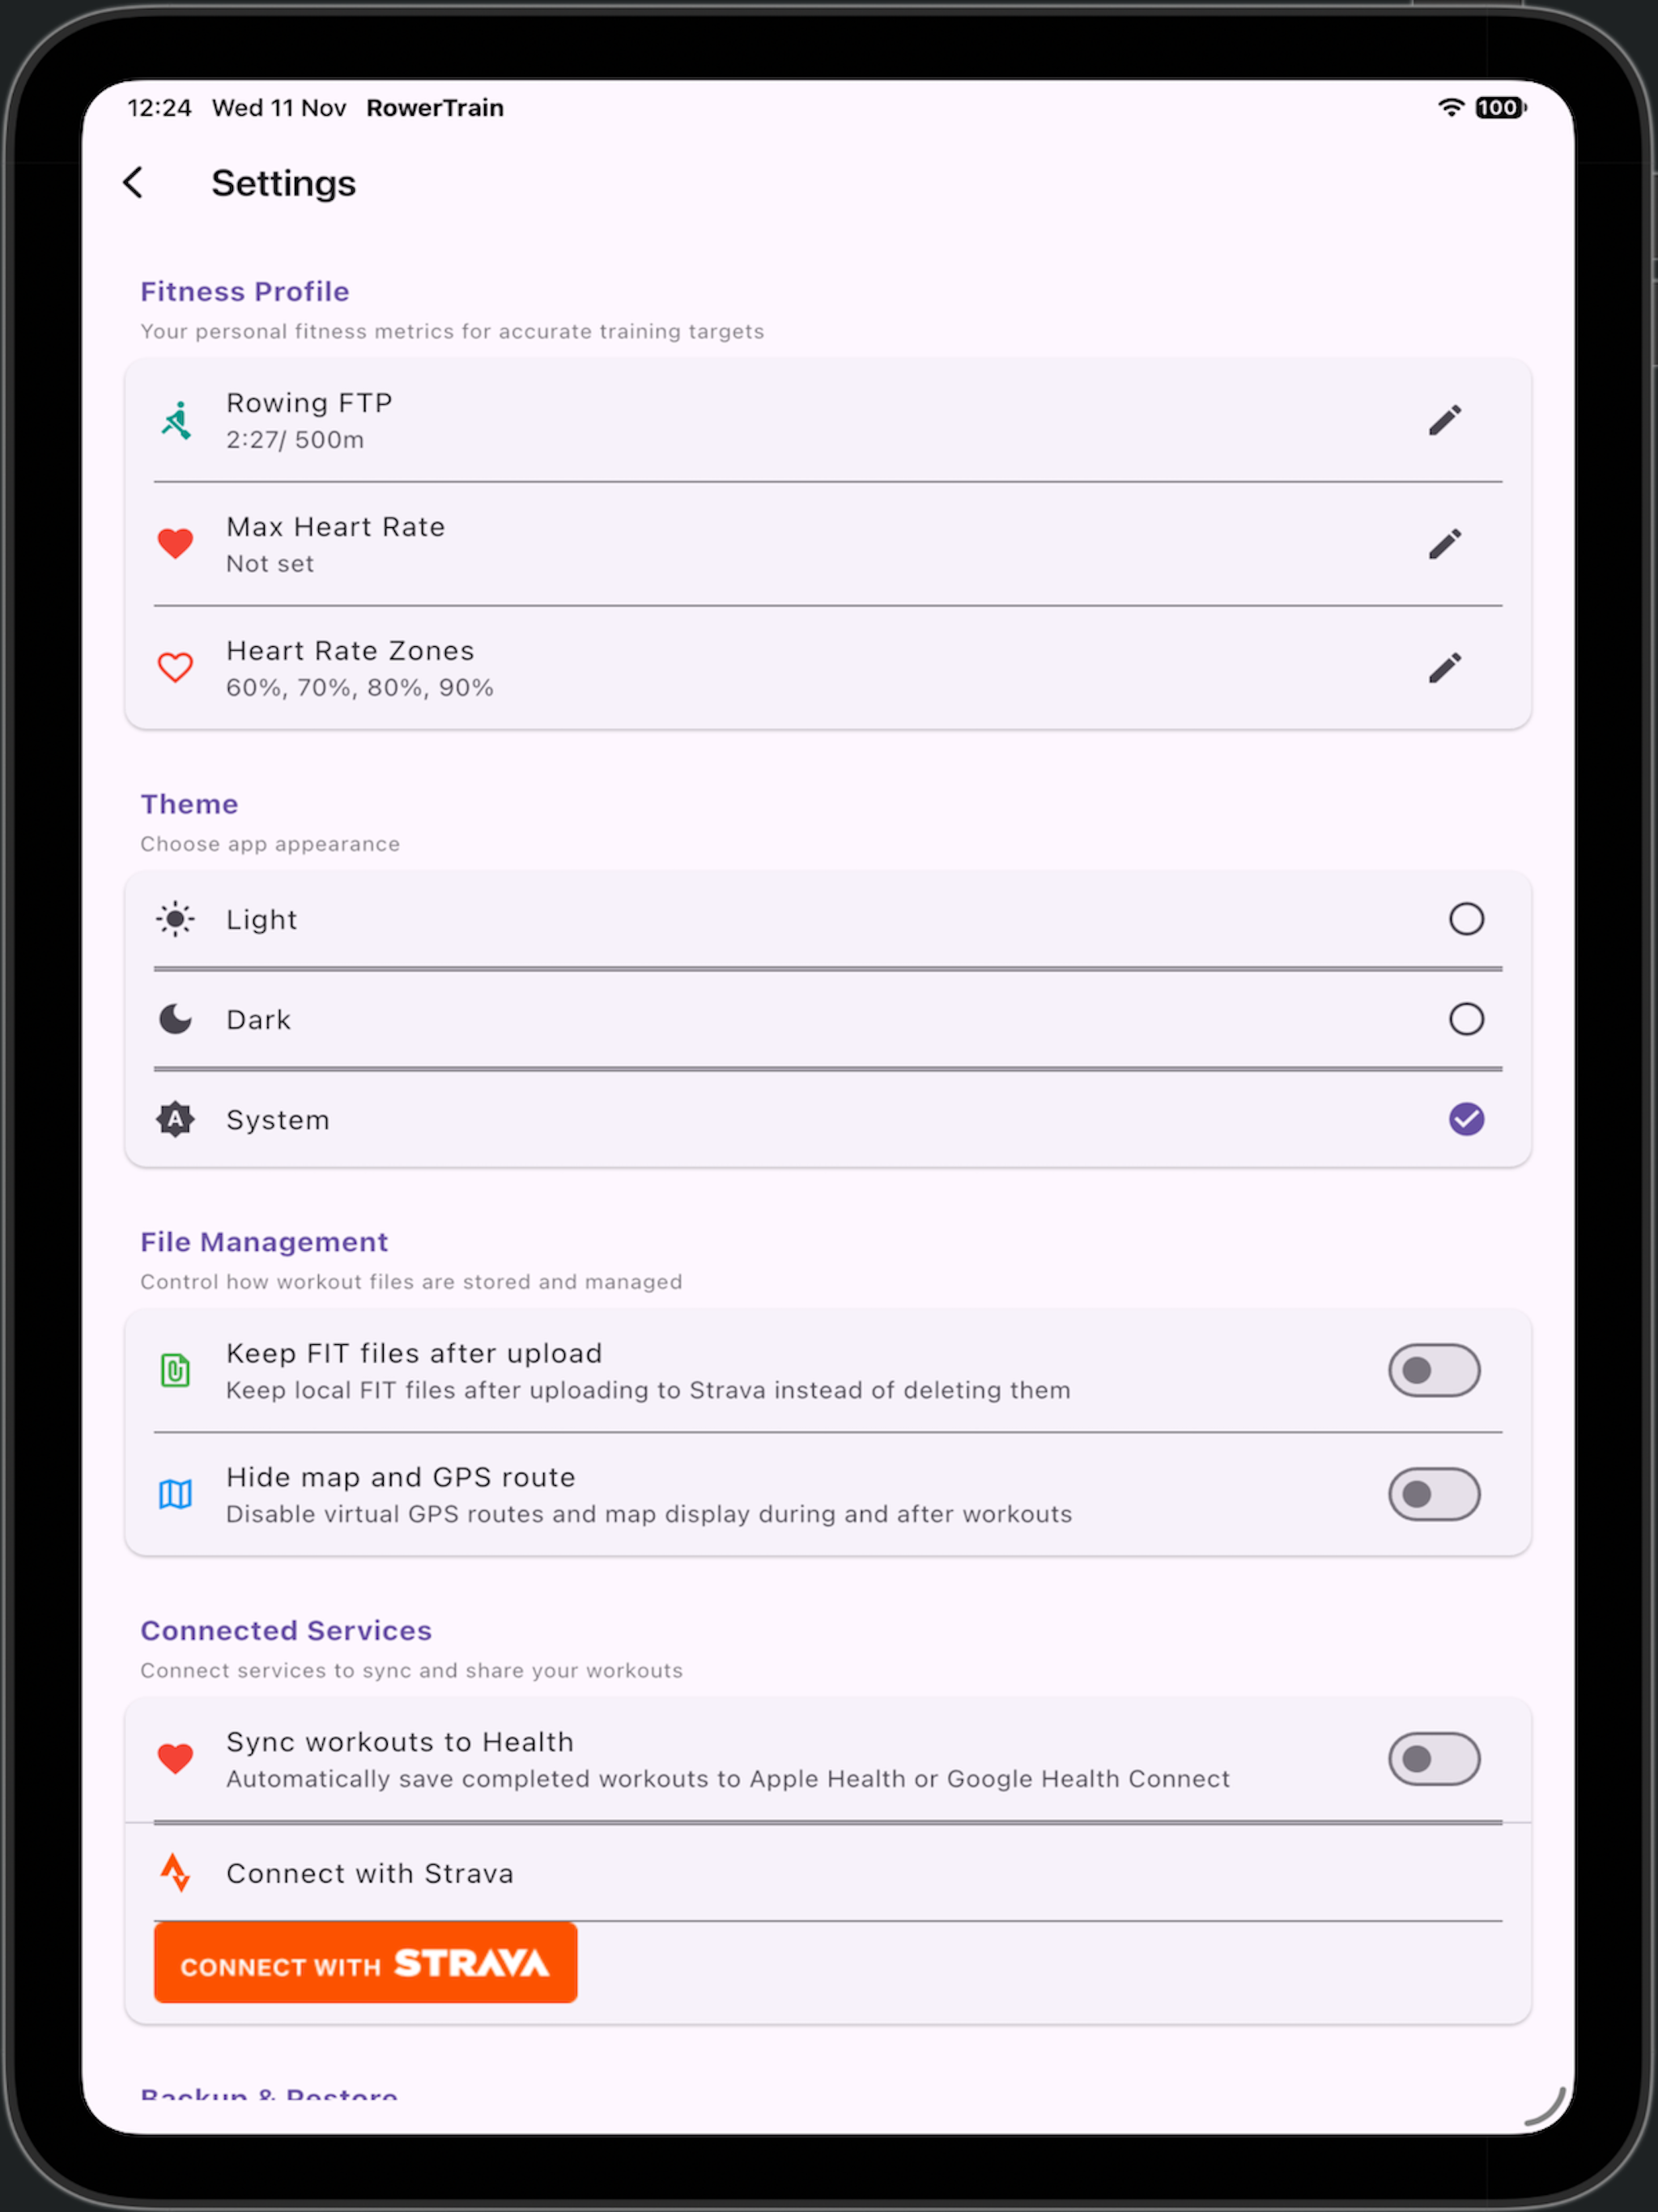 12:24 Wed 11 Nov RowerTrain
100
Settings
Fitness Profile
Your personal fitness metrics for accurate training targets
Rowing FTP
2:27/ 500m
Max Heart Rate
Not set
Heart Rate Zones
60%, 70%, 80%, 90%
Theme
Choose app appearance
Light
Dark
A
System
File Management
Control how workout files are stored and managed
Keep FIT files after upload
Keep local FIT files after uploading to Strava instead of deleting them
Hide map and GPS route
Disable virtual GPS routes and map display during and after workouts
Connected Services
Connect services to sync and share your workouts
Sync workouts to Health
Automatically save completed workouts to Apple Health or Google Health Connect
Connect with Strava
CONNECT WITH STRAVA
Backup & Restore